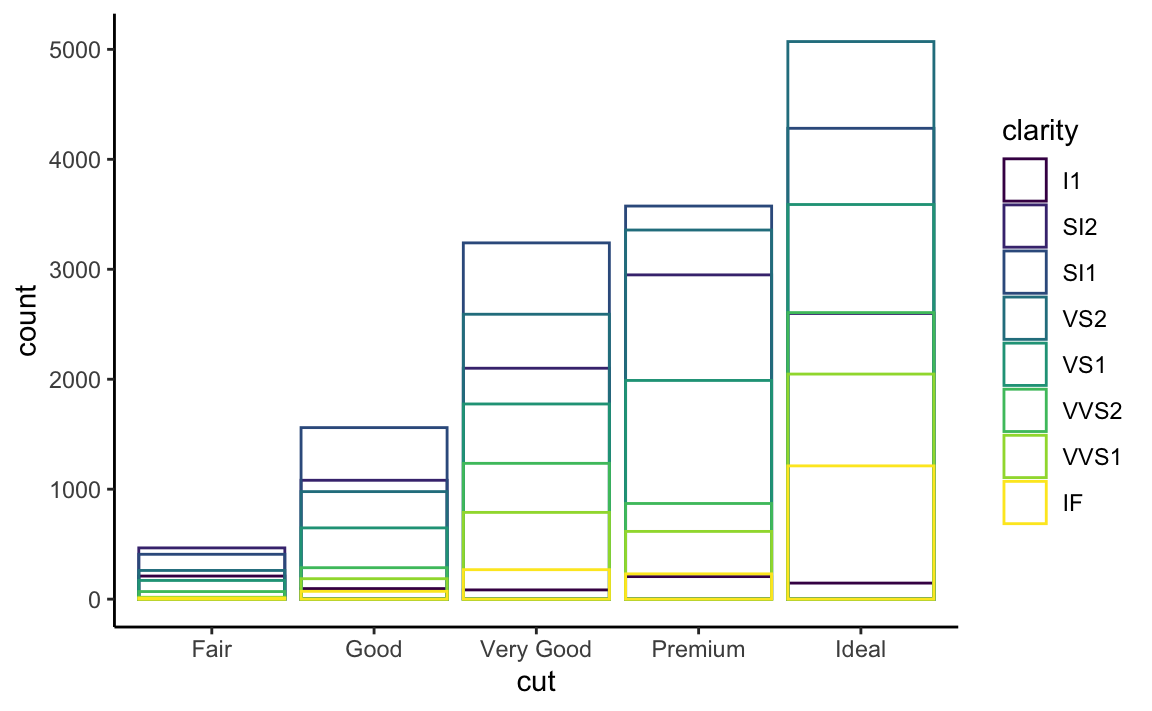 5000
4000
3000
2000
1000
0
count
Fair Good Very Good Premium Ideal
cut
clarity
I1
SI2
SI1
VS2
VS1
VVS2
VVS1
IF